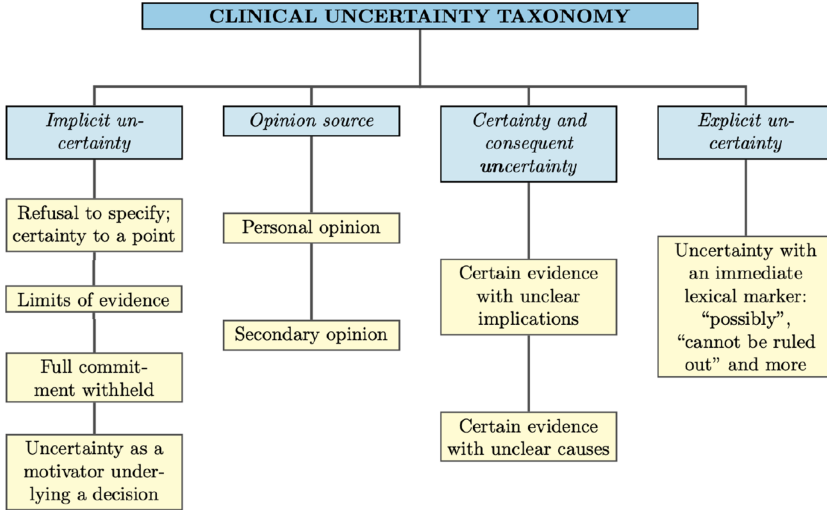 CLINICAL UNCERTAINTY TAXONOMY
Implicit un-
certainty
Refusal to specify;
certainty to a point
Limits of evidence
Full commit-
ment withheld
Uncertainty as a
motivator under-
lying a decision
Opinion source
Personal opinion
Secondary opinion
Certainty and
consequent
uncertainty
Certain evidence
with unclear
implications
Certain evidence
with unclear causes
Explicit un-
certainty
Uncertainty with
an immediate
lexical marker:
“possibly”,
“cannot be ruled
out” and more